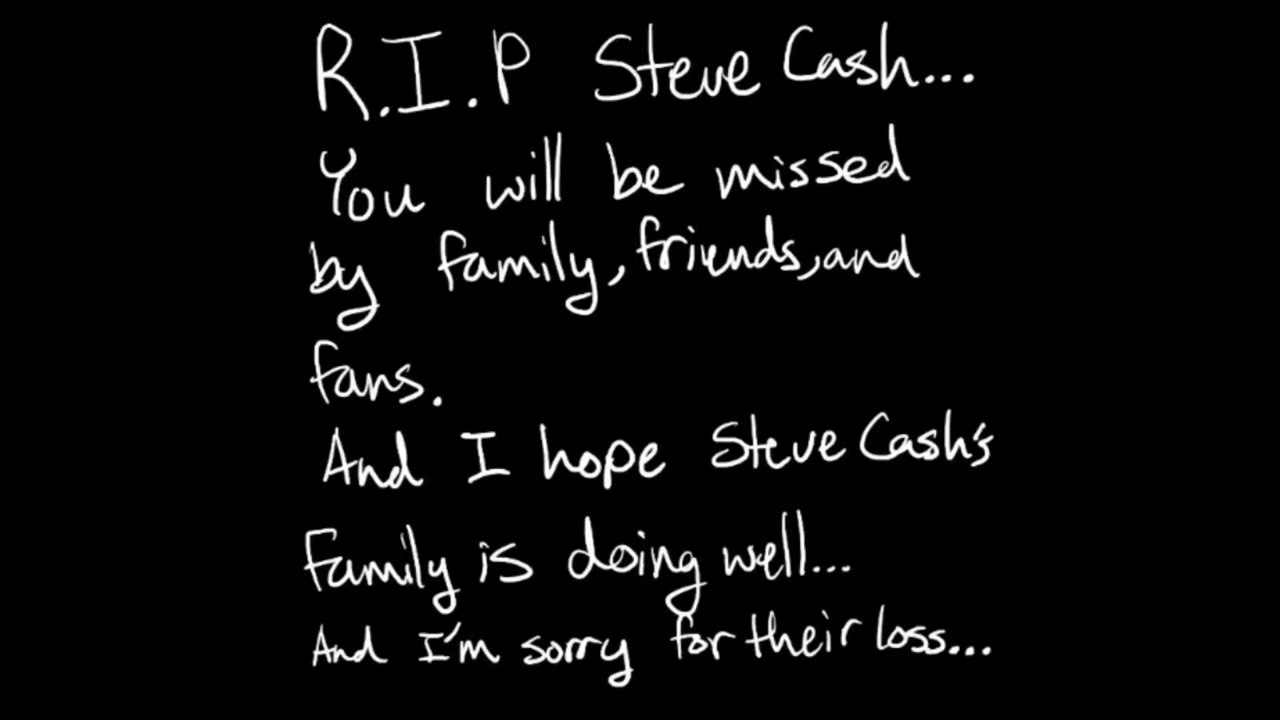 R.I.P Steve Cash...
You will be missed
by family, friends, and
fans.
And I hope Steve Cash's
Family is doing well...
And I'm sorry for their loss...